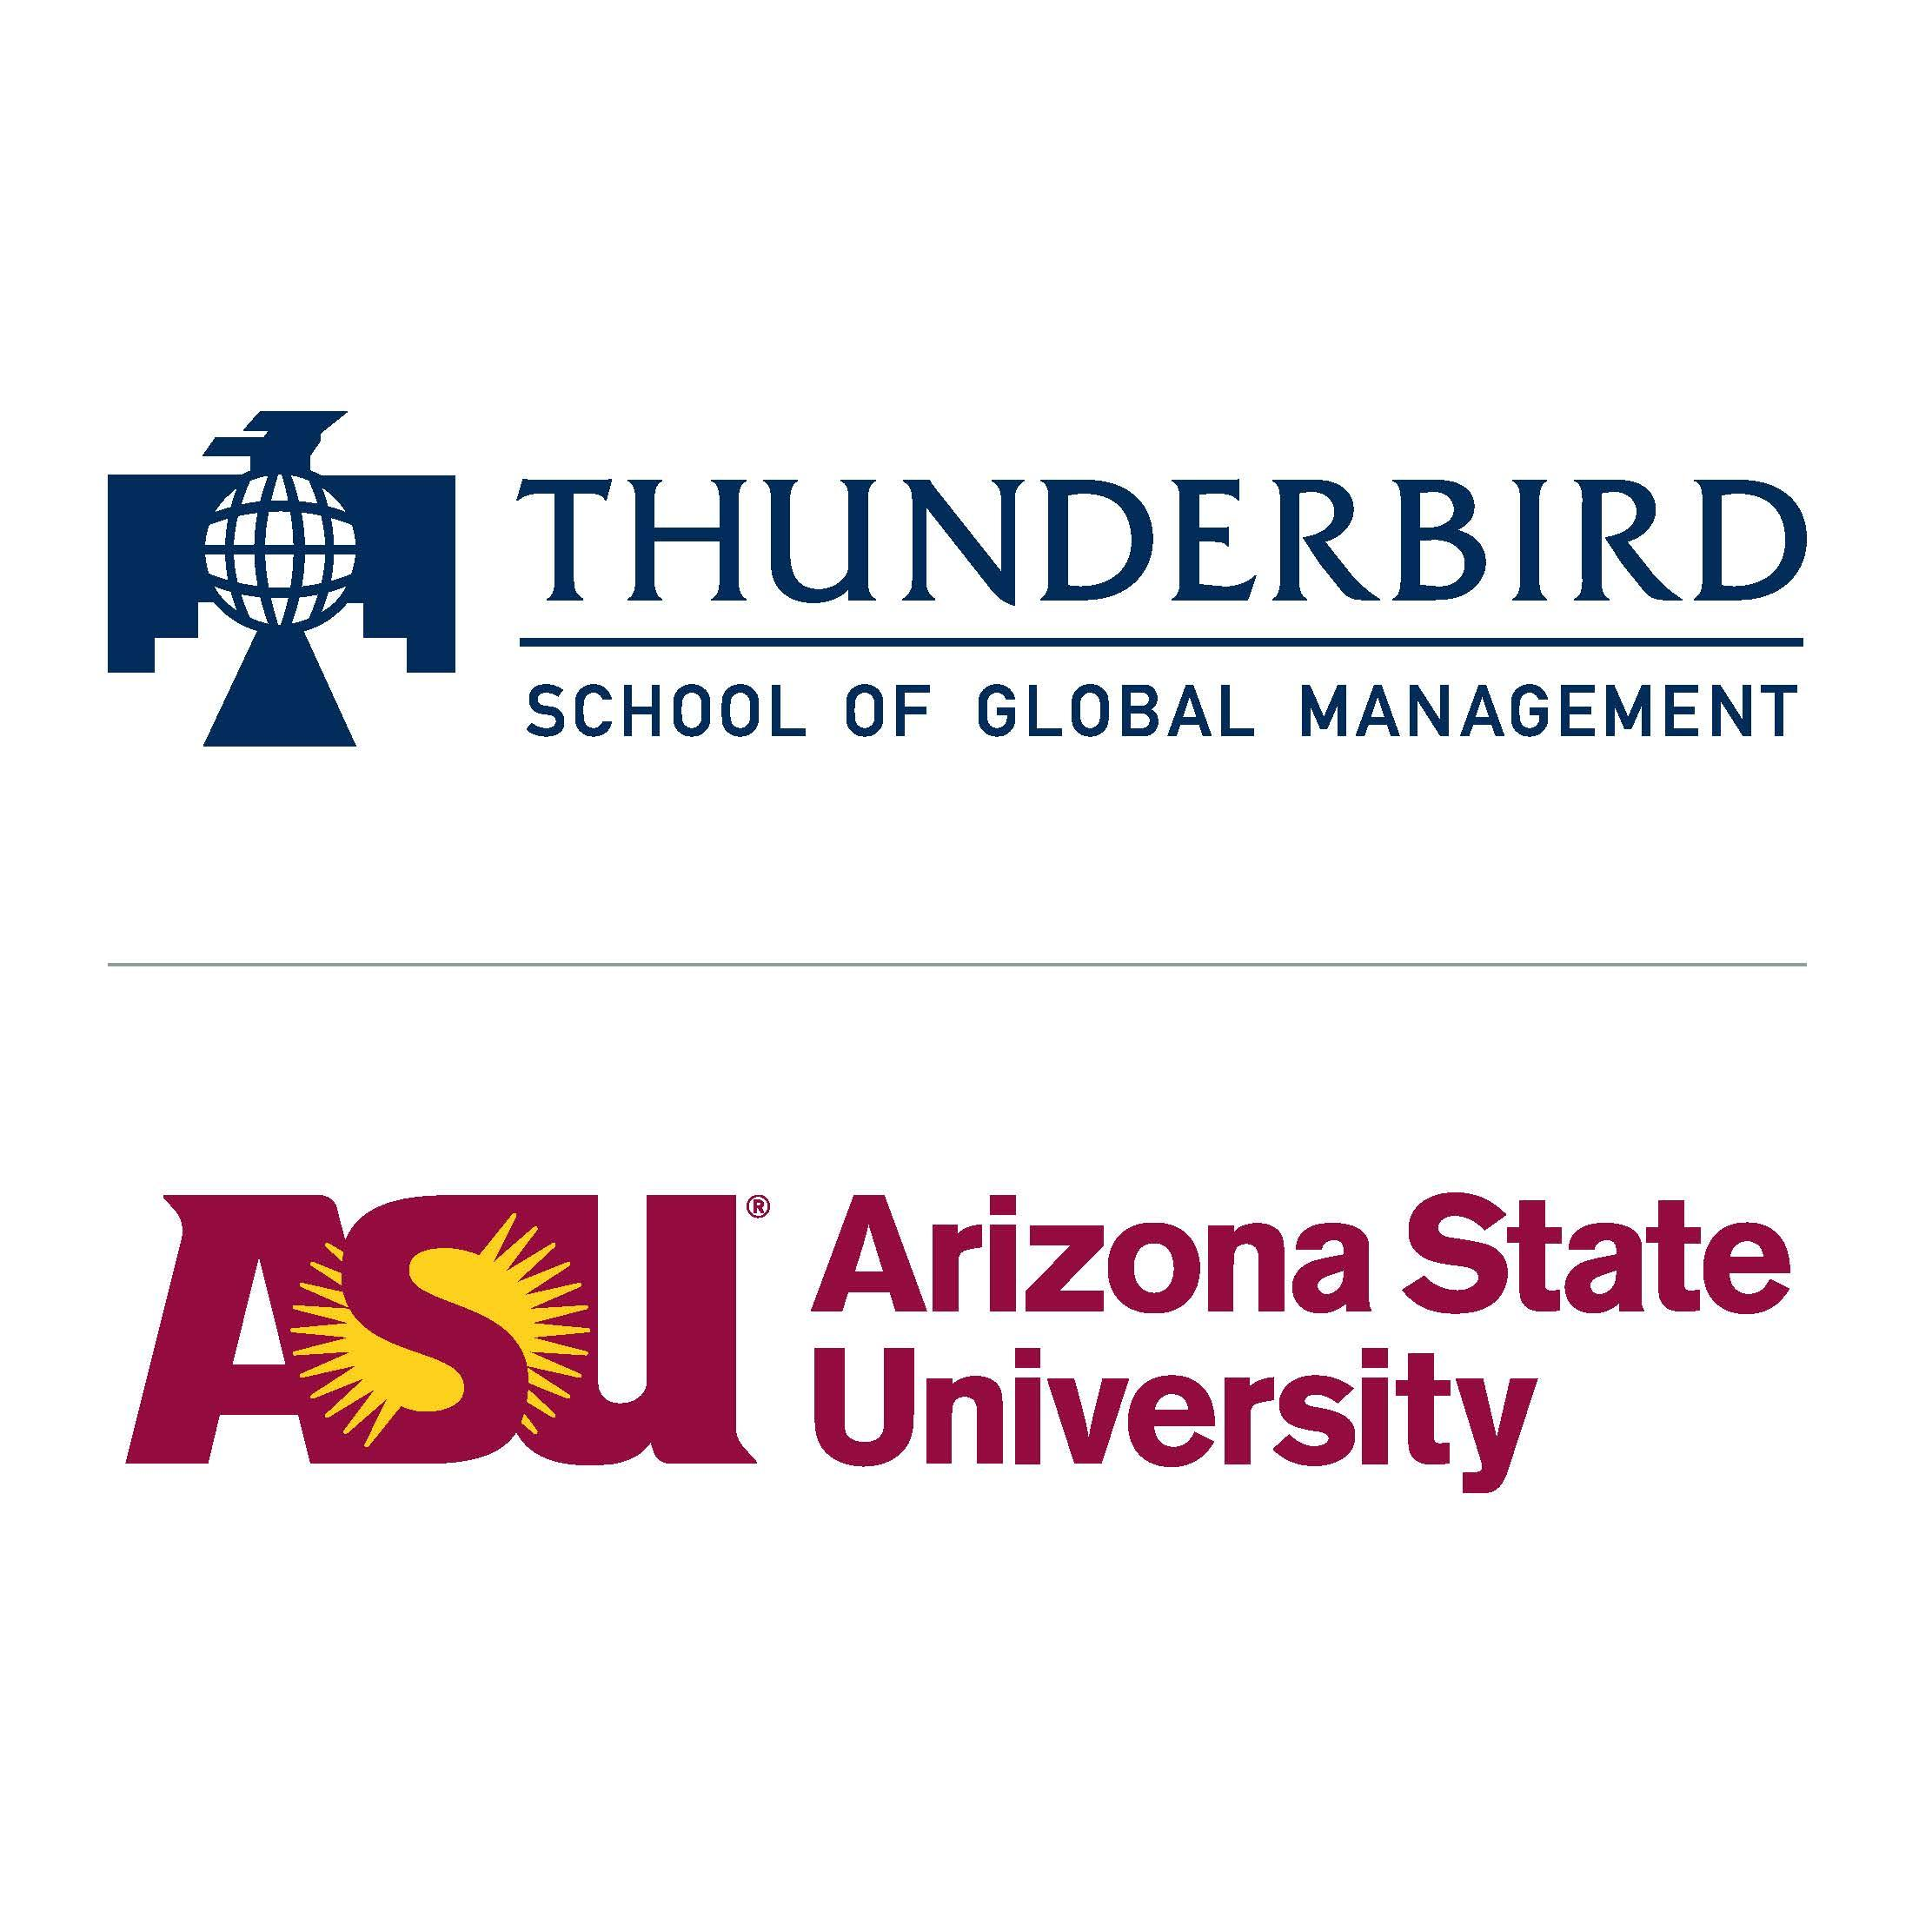 THUNDERBIRD
SCHOOL OF GLOBAL MANAGEMENT
ASU®
Arizona State
University